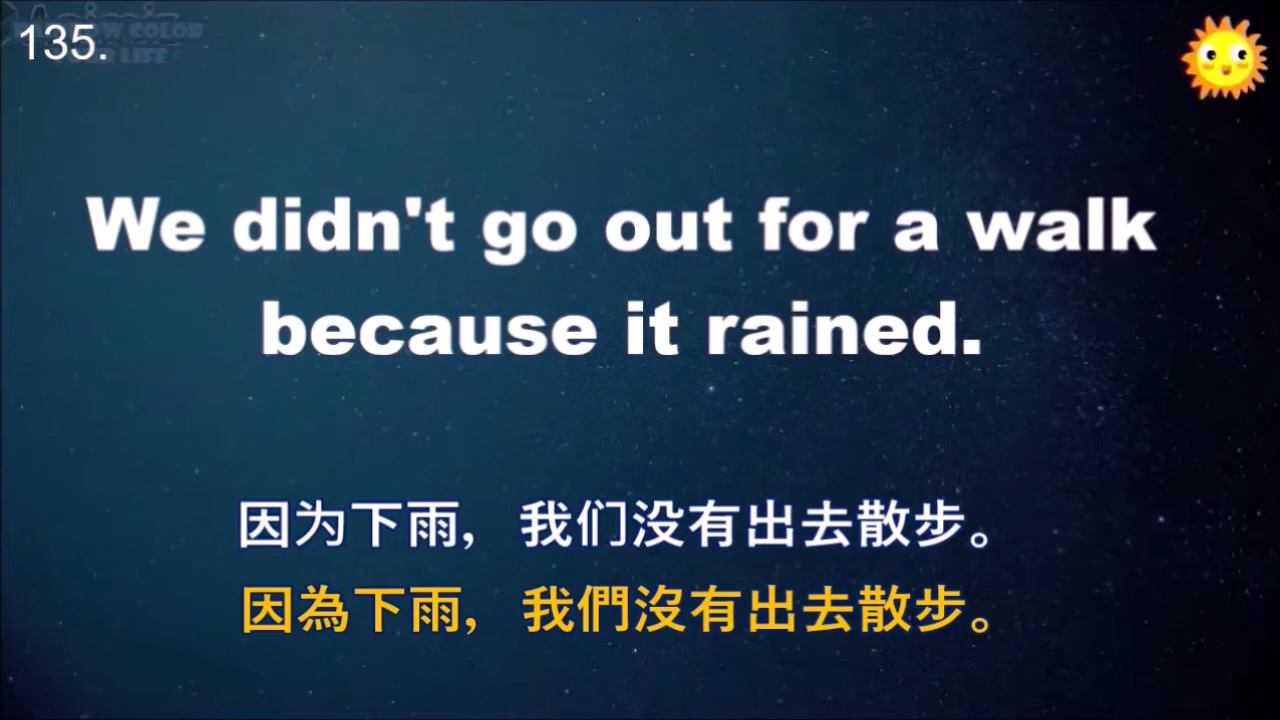 135.
We didn't go out for a walk
because it rained.
因为下雨，我们没有出去散步。
因為下雨，我們沒有出去散步。